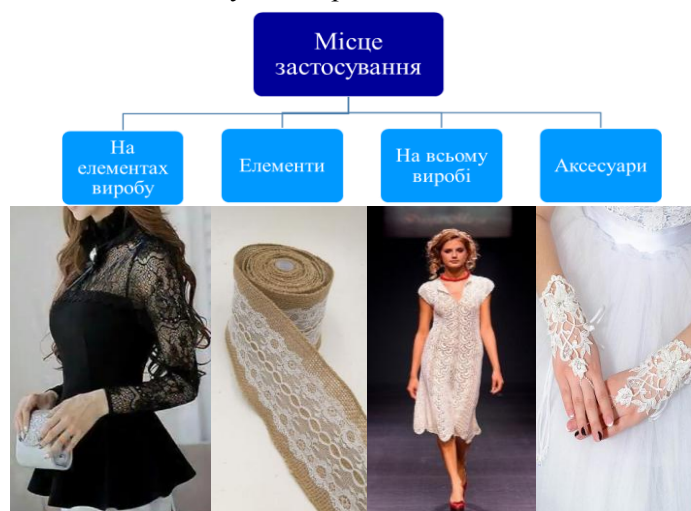 Місце
застосування
На
елементах
виробу
Елементи
На всьому
виробі
Аксесуари